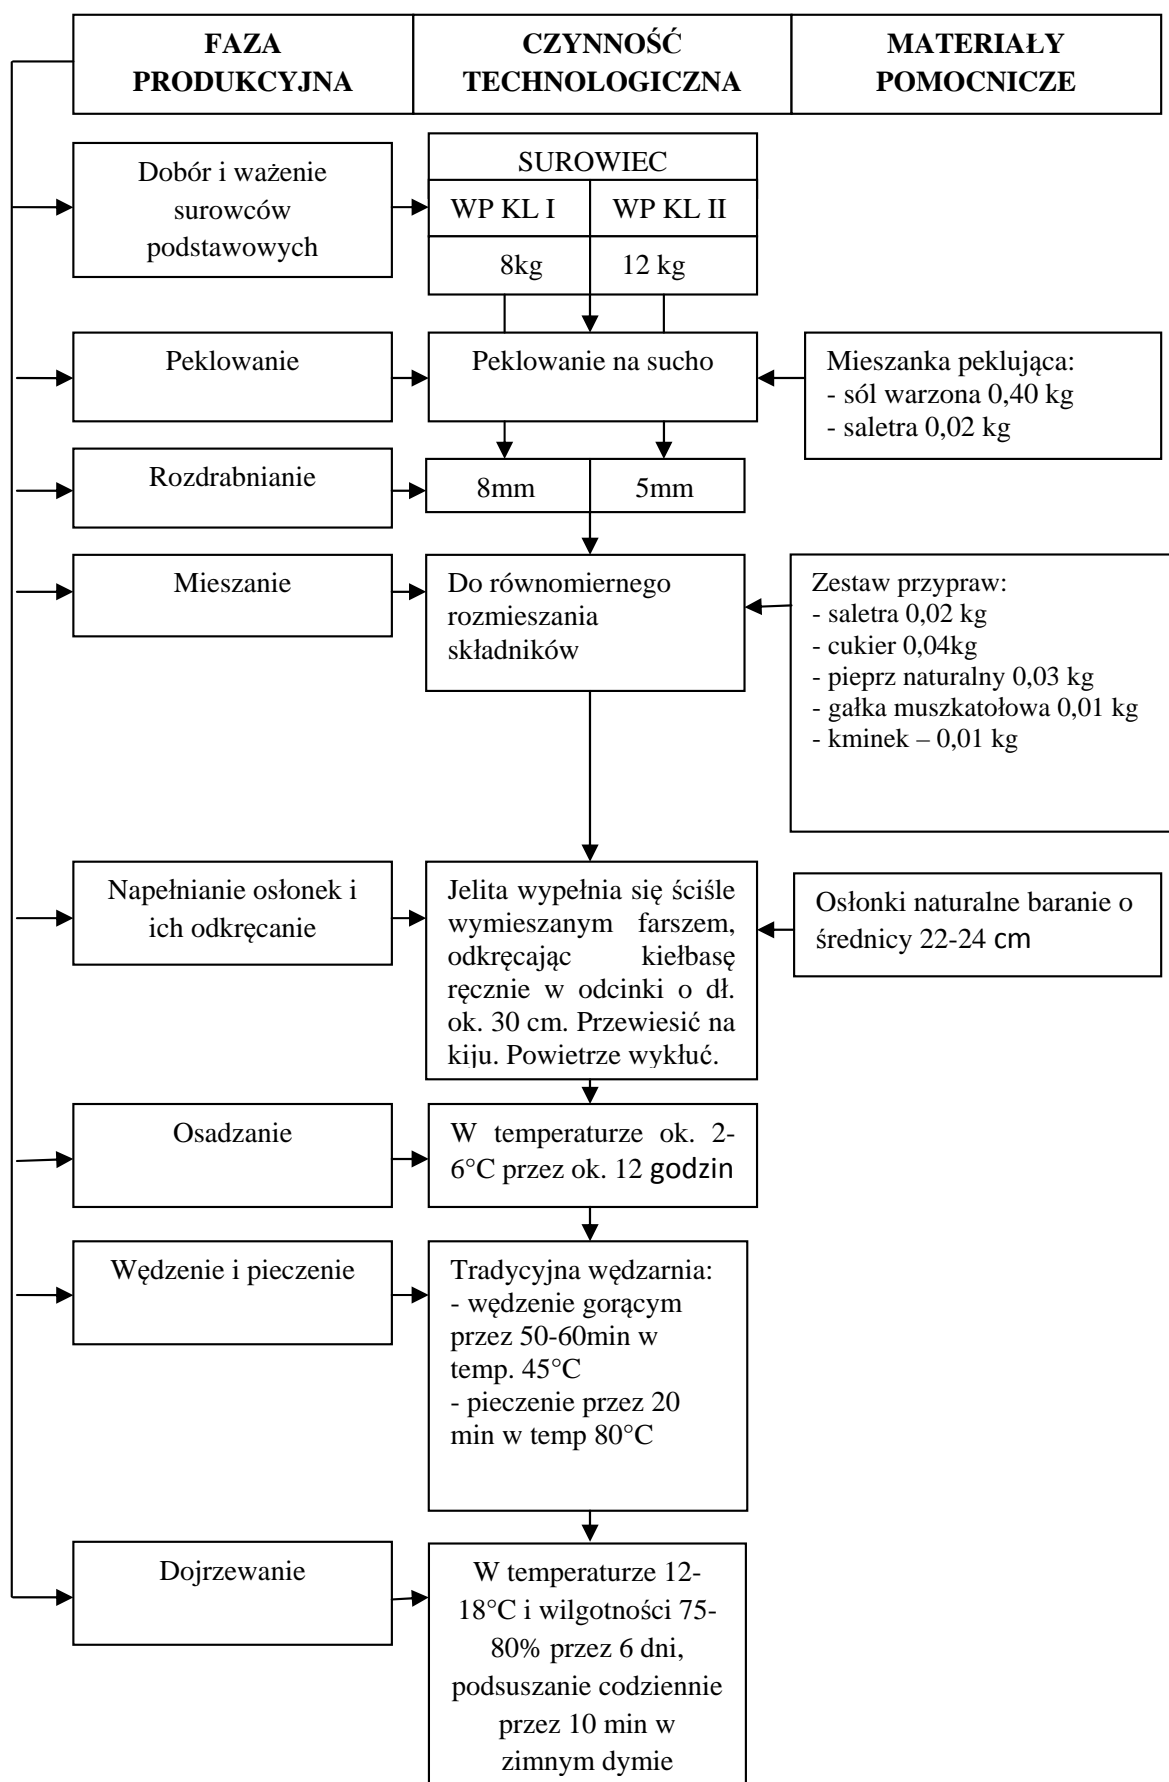 FAZA
PRODUKCYJNA
CZYNNOŚĆ
TECHNOLOGICZNA
MATERIAŁY
POMOCNICZE
Dobór i ważenie
surowców
podstawowych
SUROWIEC
WP KL I
WP KL II
8kg
12 kg
Peklowanie
Peklowanie na sucho
Mieszanka peklująca:
- sól warzona 0,40 kg
- saletra 0,02 kg
Rozdrabnianie
8mm
5mm
Mieszanie
Do równomiernego
rozmieszania
składników
Zestaw przypraw:
- saletra 0,02 kg
- cukier 0,04kg
- pieprz naturalny 0,03 kg
- gałka muszkatołowa 0,01 kg
- kminek – 0,01 kg
Napełnianie osłonek i
ich odkręcanie
Jelita wypełnia się ściśle
wymieszanym farszem,
odkręcając kiełbasę
ręcznie w odcinki o dł.
ok. 30 cm. Przewiesić na
kiju. Powietrze wykłuć.
Osłonki naturalne baranie o
średnicy 22-24 cm
Osadzanie
W temperaturze ok. 2-
6°C przez ok. 12 godzin
Wędzenie i pieczenie
Tradycyjna wędzarnia:
- wędzenie gorącym
przez 50-60min w
temp. 45°C
- pieczenie przez 20
min w temp 80°C
Dojrzewanie
W temperaturze 12-
18°C i wilgotności 75-
80% przez 6 dni,
podsuszanie codziennie
przez 10 min w
zimnym dymie